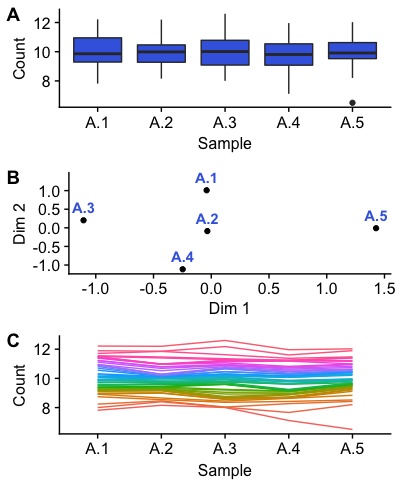 A
12
10
8
Count
A.1 A.2 A.3 A.4 A.5
Sample
B
1.0
0.5
0.0
-0.5
-1.0
Dim 2
A.1
A.3
A.5
A.2
A.4
-1.0 -0.5 0.0 0.5 1.0 1.5
Dim 1
C
12
10
8
Count
A.1 A.2 A.3 A.4 A.5
Sample